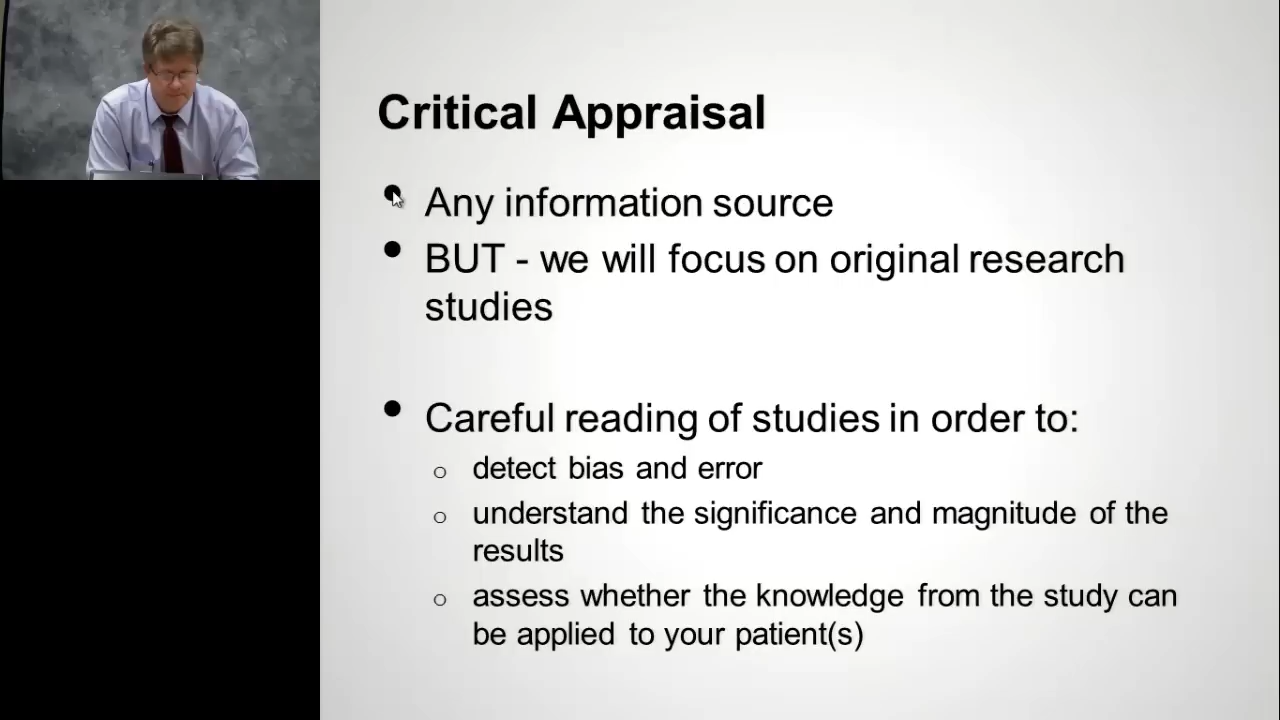 Critical Appraisal
Any information source
BUT - we will focus on original research
studies
Careful reading of studies in order to:
detect bias and error
understand the significance and magnitude of the
results
assess whether the knowledge from the study can
be applied to your patient(s)